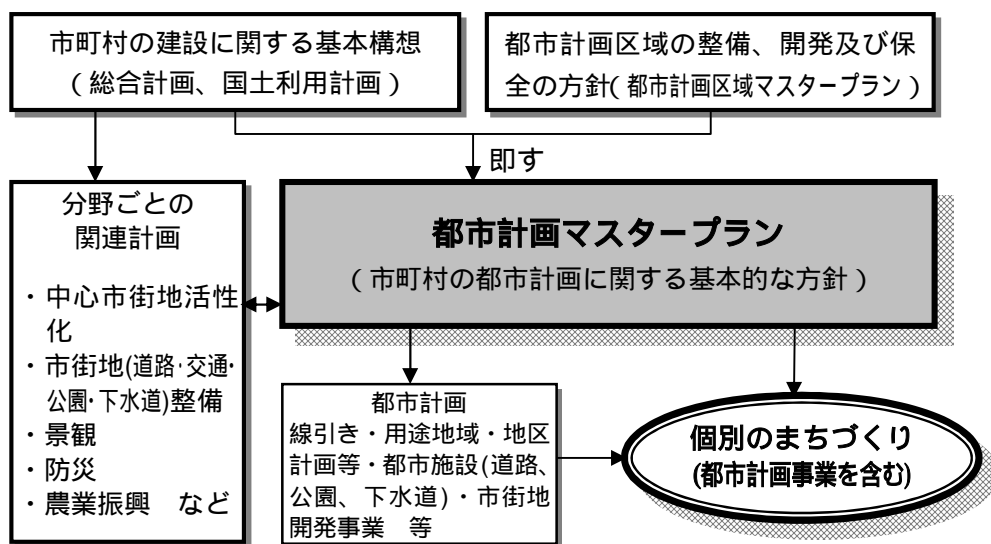 市町村の建設に関する基本構想
（総合計画、国土利用計画）
都市計画区域の整備、開発及び保
全の方針（都市計画区域マスタープラン）
即す
分野ごとの
関連計画
・中心市街地活性
化
・市街地(道路・交通・
公園・下水道)整備
・景観
・防災
・農業振興　など
都市計画マスタープラン
（市町村の都市計画に関する基本的な方針）
都市計画
線引き・用途地域・地区
計画等・都市施設(道路、
公園、下水道)・市街地
開発事業　等
個別のまちづくり
(都市計画事業を含む)